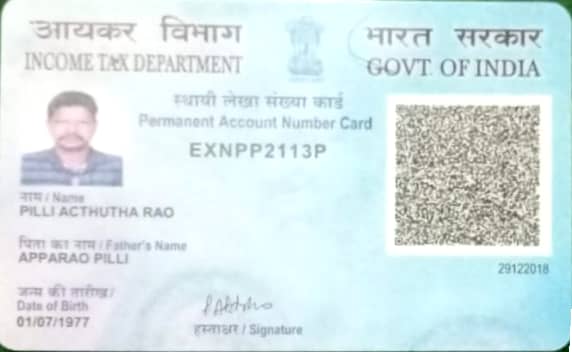 आयकर विभाग
INCOME TAX DEPARTMENT
भारत सरकार
GOVT. OF INDIA
स्थायी लेखा संख्या कार्ड
Permanent Account Number Card
EXNPP2113P
नाम / Name
PILLI ACTHUTHA RAO
पिता का नाम / Father's Name
APPARAO PILLI
जन्म की तारीख/
Date of Birth
01/07/1977
हस्ताक्षर / Signature
29122018